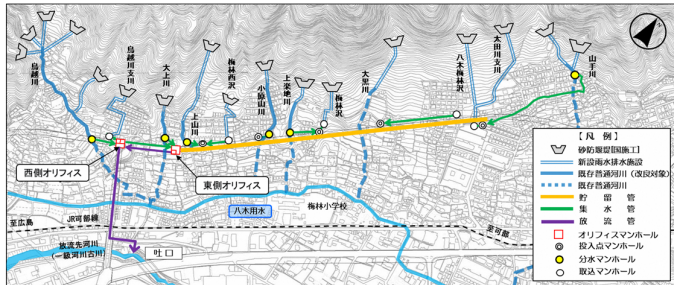 鳥越川
鳥越川支川
大上川
上山川
梅林西沢
小原山川
上楽地川
梅林沢
大里川
八木梅林沢
太田川支川
山手川
西側オリフィス
東側オリフィス
八木用水
梅林小学校
至広島
JR可部線
至可部
放流先河川
(一級河川古川)
吐口
【凡例】
砂防堰堤[国施工]
新設雨水排水施設
既存普通河川(改良対象)
既存普通河川
貯留管
集水管
放流管
オリフィスマンホール
投入点マンホール
分水マンホール
取込マンホール